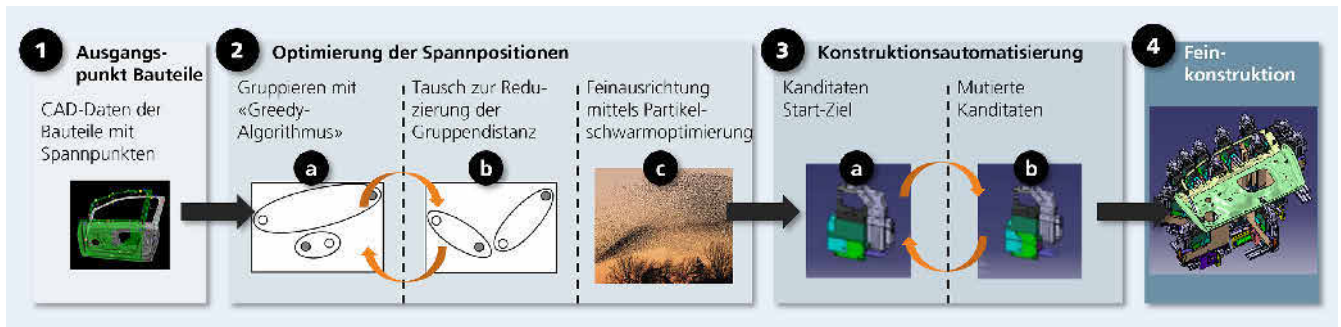 1
Ausgangs-
punkt Bauteile
CAD-Daten der
Bauteile mit
Spannpunkten
2
Optimierung der Spannpositionen
Gruppieren mit
«Greedy-
Algorithmus»
a
Tausch zur Redu-
zierung der
Gruppendistanz
b
Feinausrichtung
mittels Partikel-
schwarmoptimierung
c
3
Konstruktionsautomatisierung
Kanditaten
Start-Ziel
a
Mutierte
Kanditaten
b
4
Fein-
konstruktion